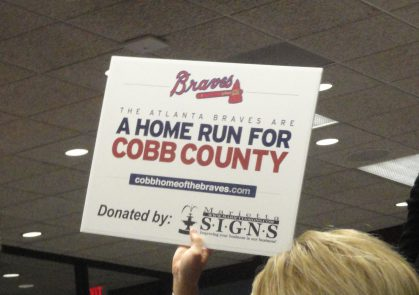 Braves
THE ATLANTA BRAVES ARE
A HOME RUN FOR
COBB COUNTY
cobbhomeofthebraves.com
Donated by:
SIGNS